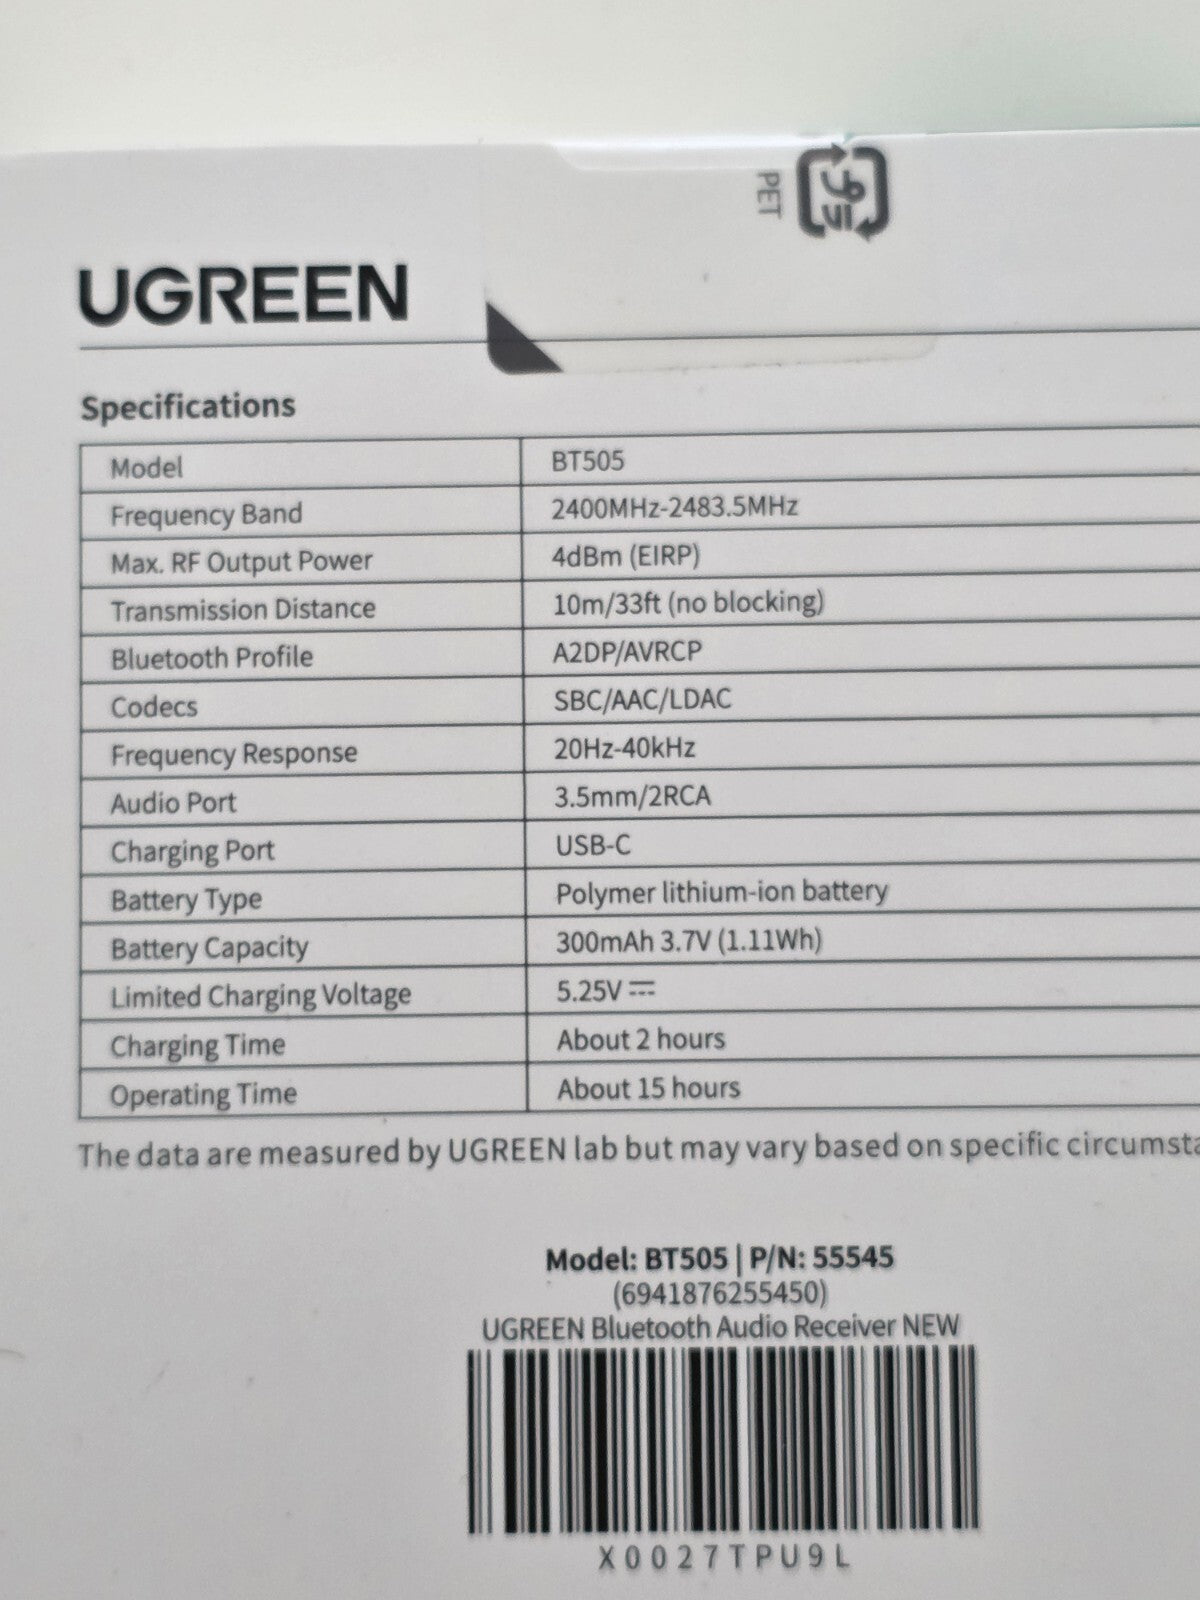 PET
プラ
UGREEN
Specifications
Model BT505
Frequency Band 2400MHz-2483.5MHz
Max. RF Output Power 4dBm (EIRP)
Transmission Distance 10m/33ft (no blocking)
Bluetooth Profile A2DP/AVRCP
Codecs SBC/AAC/LDAC
Frequency Response 20Hz-40kHz
Audio Port 3.5mm/2RCA
Charging Port USB-C
Battery Type Polymer lithium-ion battery
Battery Capacity 300mAh 3.7V (1.11Wh)
Limited Charging Voltage 5.25V ⎓
Charging Time About 2 hours
Operating Time About 15 hours
The data are measured by UGREEN lab but may vary based on specific circumsta
Model: BT505 | P/N: 55545
(6941876255450)
UGREEN Bluetooth Audio Receiver NEW
X0027TPU9L